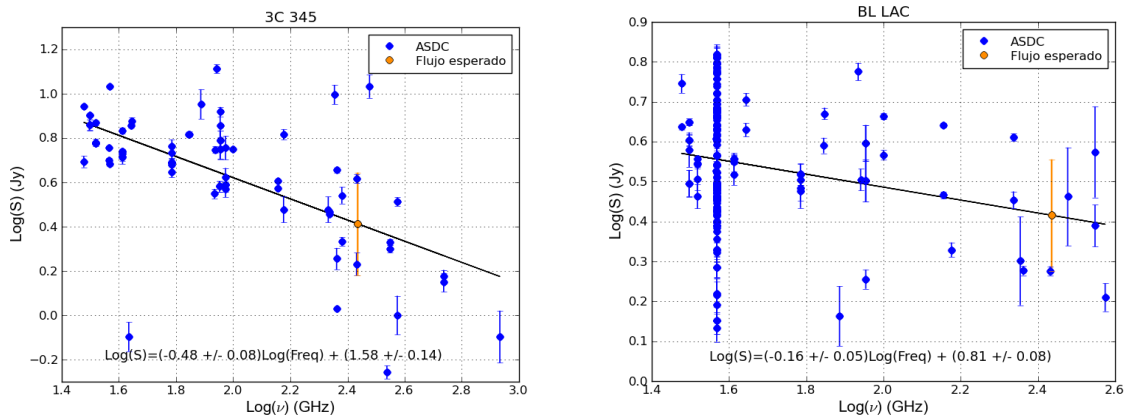 3C 345
1.2
1.0
0.8
0.6
0.4
0.2
0.0
−0.2
Log(S) (Jy)
ASDC
Flujo esperado
Log(S)=(-0.48 +/- 0.08)Log(Freq) + (1.58 +/- 0.14)
1.4 1.6 1.8 2.0 2.2 2.4 2.6 2.8 3.0
Log(ν) (GHz)
BL LAC
0.9
0.8
0.7
0.6
0.5
0.4
0.3
0.2
0.1
0.0
Log(S) (Jy)
ASDC
Flujo esperado
Log(S)=(-0.16 +/- 0.05)Log(Freq) + (0.81 +/- 0.08)
1.4 1.6 1.8 2.0 2.2 2.4 2.6
Log(ν) (GHz)